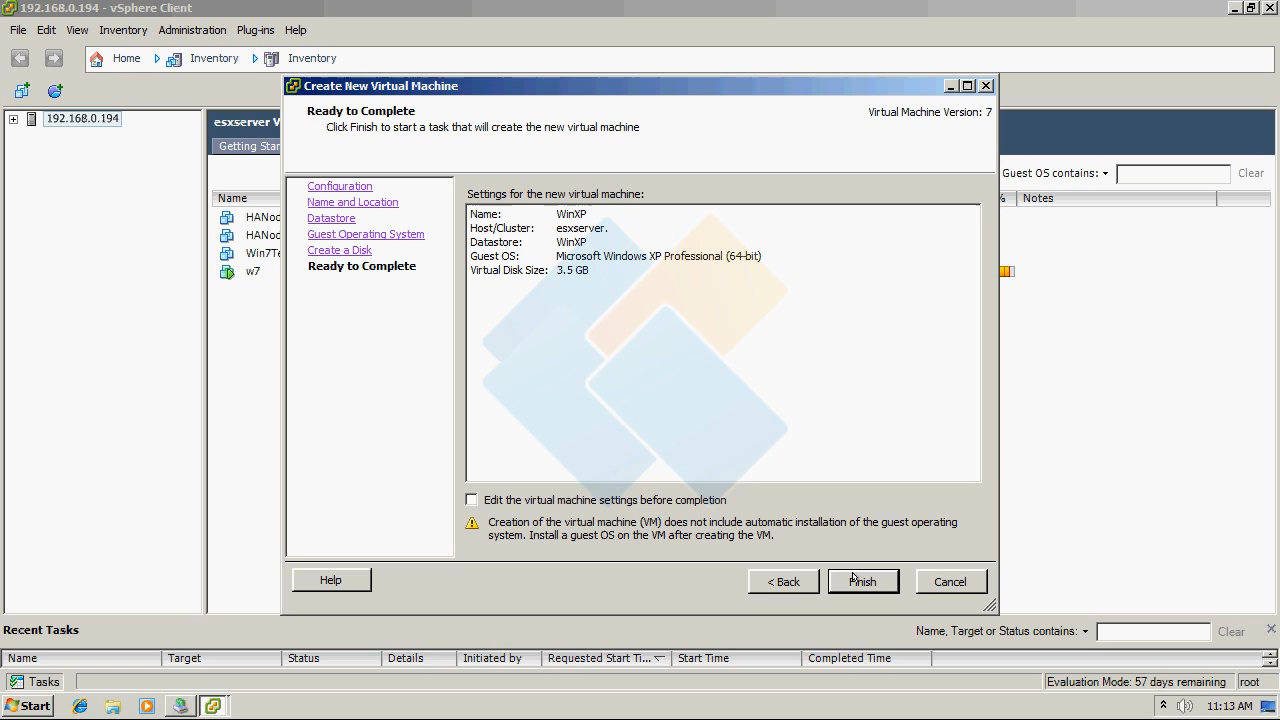 192.168.0.194 - vSphere Client
File Edit View Inventory Administration Plug-ins Help
Home Inventory Inventory
192.168.0.194
esxserver V
Getting Star
Guest OS contains: Clear
Name % Notes
HANod
HANod
Win7Te
w7
Create New Virtual Machine
Ready to Complete
Click Finish to start a task that will create the new virtual machine
Virtual Machine Version: 7
Configuration
Name and Location
Datastore
Guest Operating System
Create a Disk
Ready to Complete
Settings for the new virtual machine:
Name: WinXP
Host/Cluster: esxserver.
Datastore: WinXP
Guest OS: Microsoft Windows XP Professional (64-bit)
Virtual Disk Size: 3.5 GB
Edit the virtual machine settings before completion
Creation of the virtual machine (VM) does not include automatic installation of the guest operating
system. Install a guest OS on the VM after creating the VM.
Help < Back Finish Cancel
Recent Tasks Name, Target or Status contains: Clear
Name Target Status Details Initiated by Requested Start Ti... Start Time Completed Time
Tasks Evaluation Mode: 57 days remaining root
Start 11:13 AM